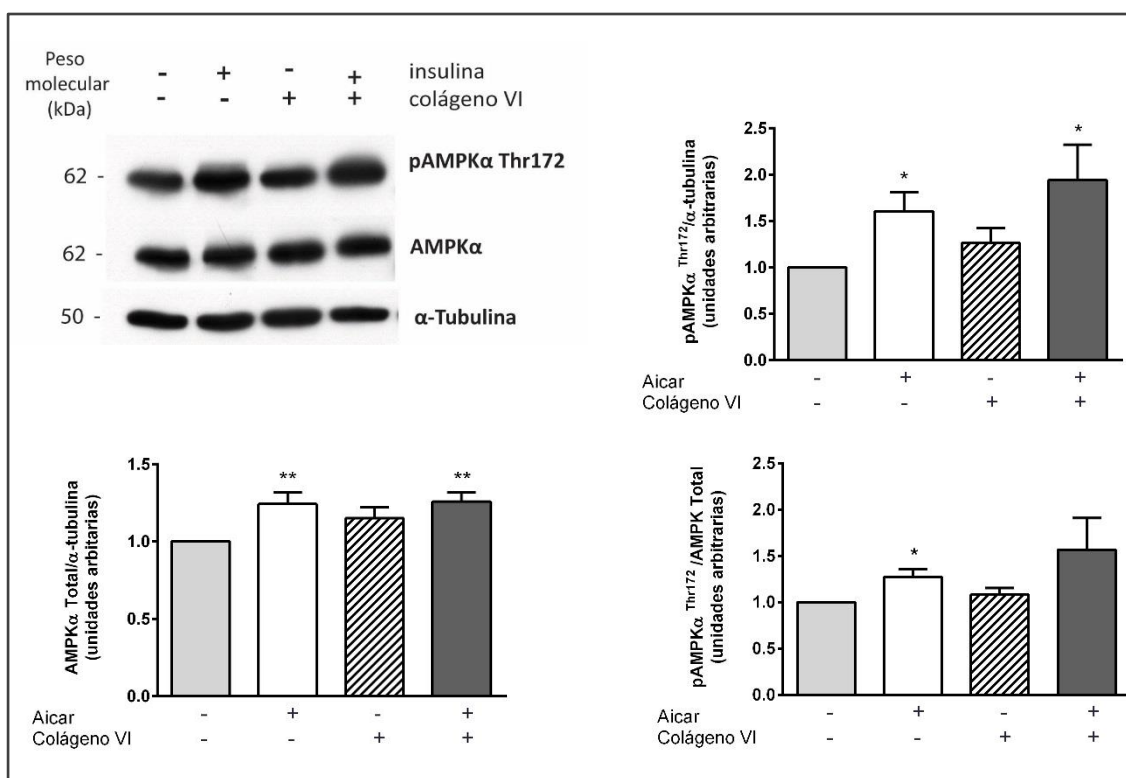 Peso
molecular
(kDa)
- + - + insulina
- - + + colágeno VI
62 - pAMPKα Thr172
62 - AMPKα
50 - α-Tubulina
pAMPKα Thr172/α-tubulina
(unidades arbitrarias)
2.5
2.0
1.5
1.0
0.5
0.0
* *
Aicar - + - +
Colágeno VI - - + +
AMPKα Total/α-tubulina
(unidades arbitarias)
1.5
1.0
0.5
0.0
** **
Aicar - + - +
Colágeno VI - - + +
pAMPKα Thr172 /AMPK Total
(unidades arbitrarias)
2.5
2.0
1.5
1.0
0.5
0.0
*
Aicar - + - +
Colágeno VI - - + +